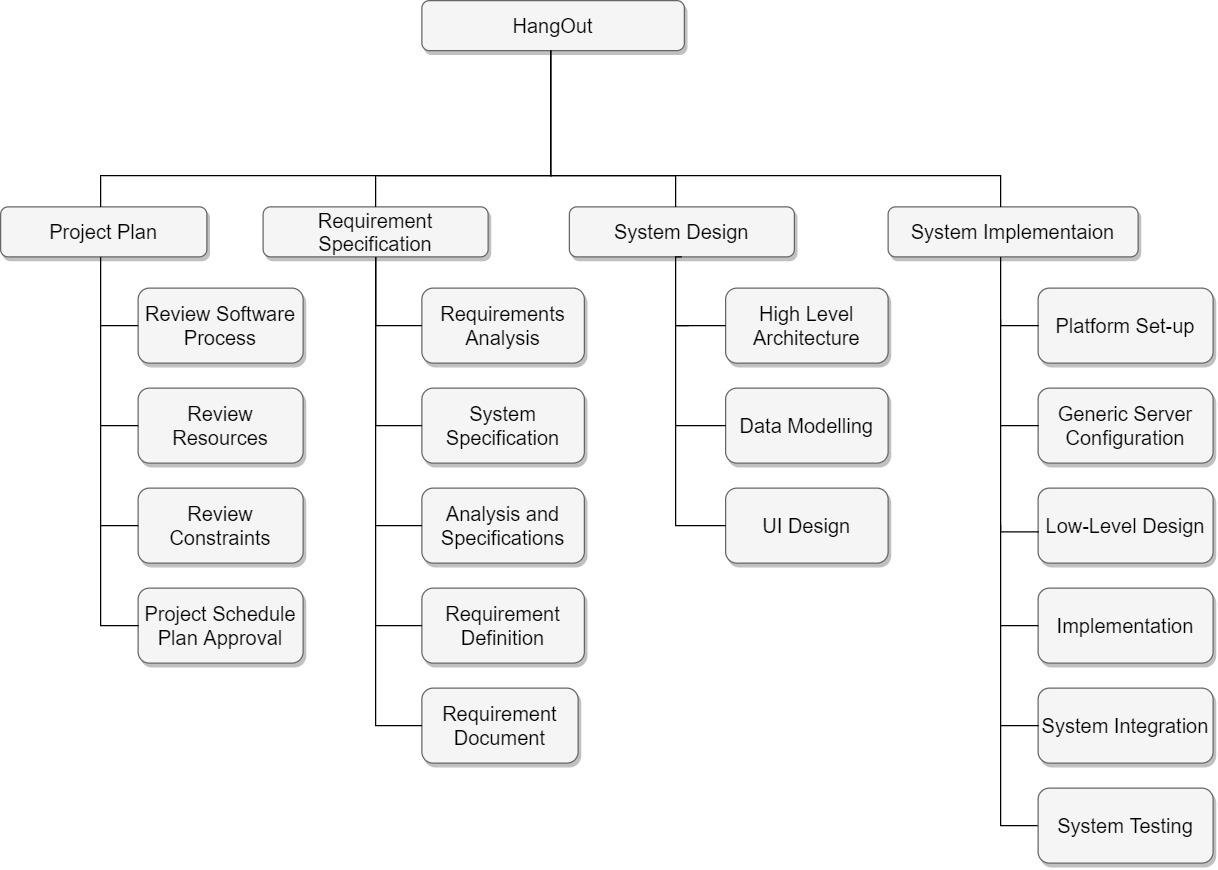 HangOut
Project Plan
Requirement
Specification
System Design
System Implementaion
Review Software
Process
Review
Resources
Review
Constraints
Project Schedule
Plan Approval
Requirements
Analysis
System
Specification
Analysis and
Specifications
Requirement
Definition
Requirement
Document
High Level
Architecture
Data Modelling
UI Design
Platform Set-up
Generic Server
Configuration
Low-Level Design
Implementation
System Integration
System Testing